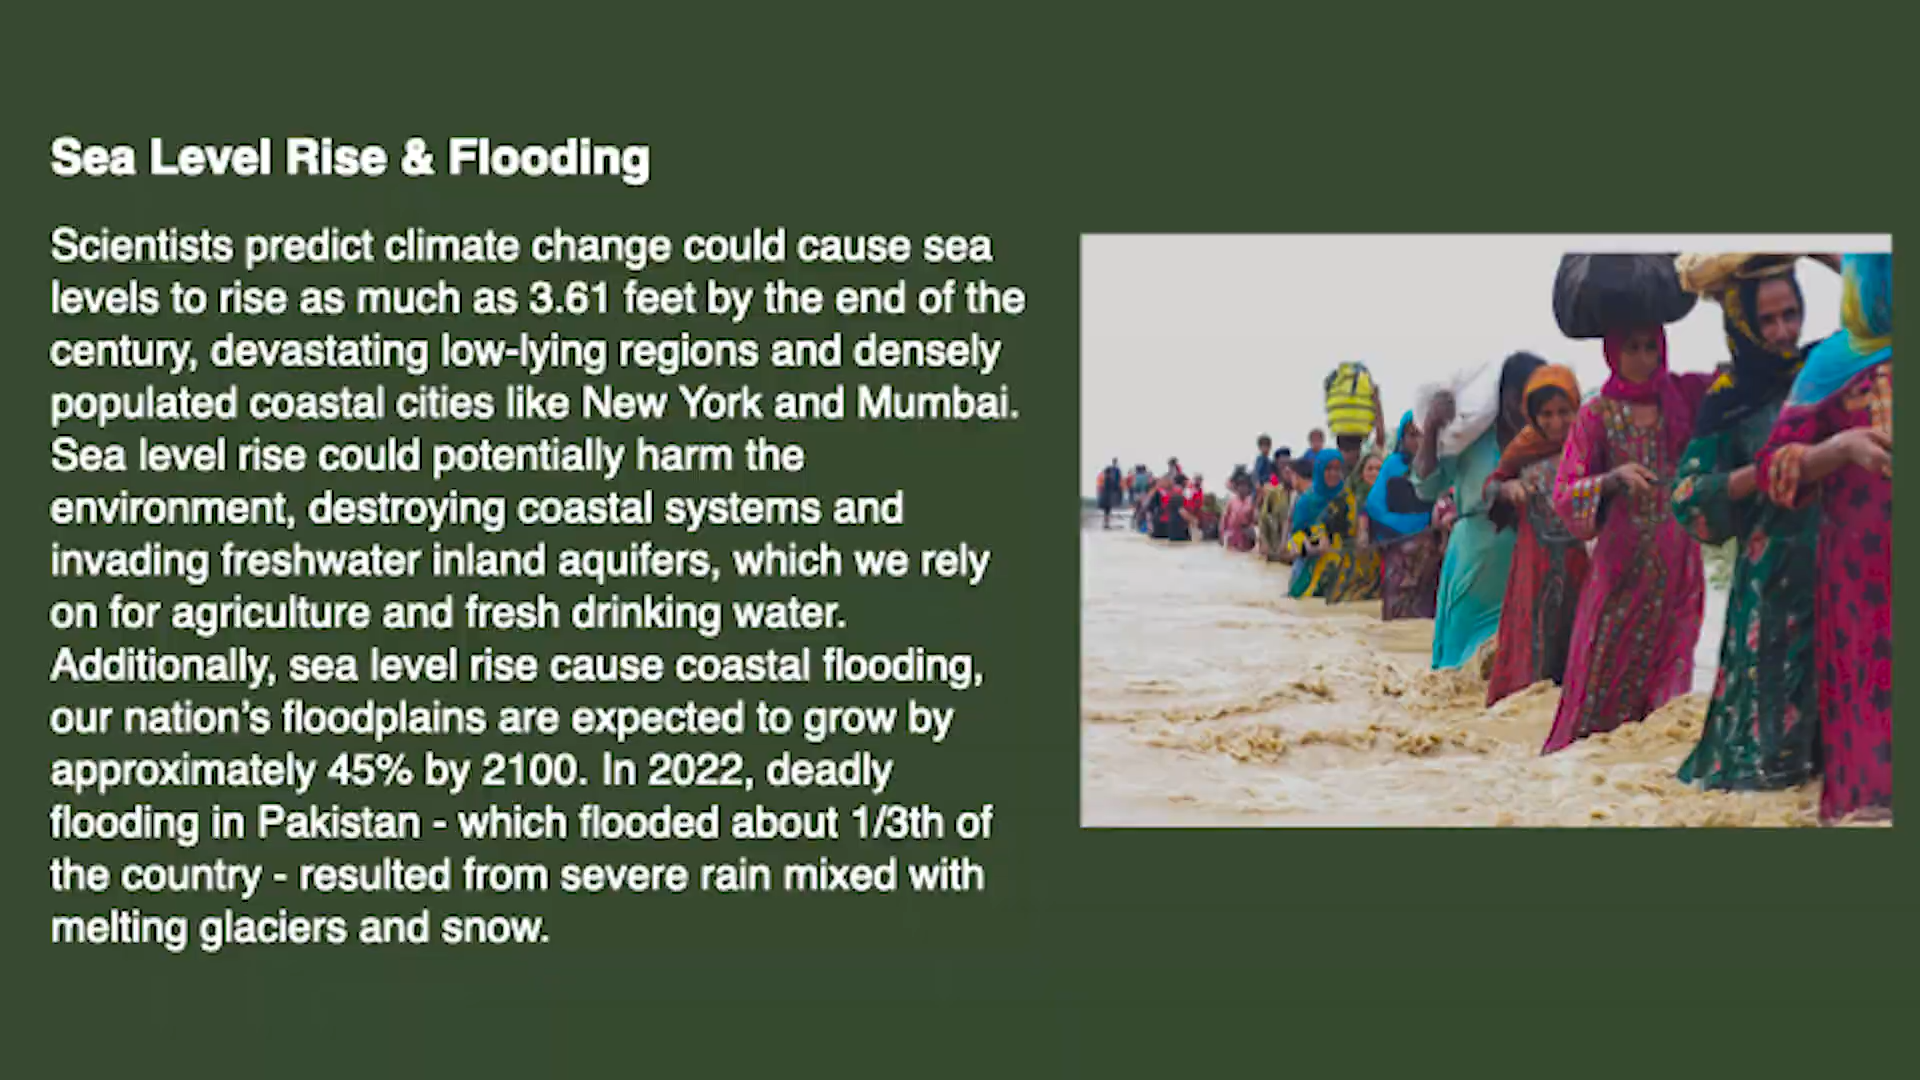 Sea Level Rise & Flooding
Scientists predict climate change could cause sea
levels to rise as much as 3.61 feet by the end of the
century, devastating low-lying regions and densely
populated coastal cities like New York and Mumbai.
Sea level rise could potentially harm the
environment, destroying coastal systems and
invading freshwater inland aquifers, which we rely
on for agriculture and fresh drinking water.
Additionally, sea level rise cause coastal flooding,
our nation’s floodplains are expected to grow by
approximately 45% by 2100. In 2022, deadly
flooding in Pakistan - which flooded about 1/3th of
the country - resulted from severe rain mixed with
melting glaciers and snow.